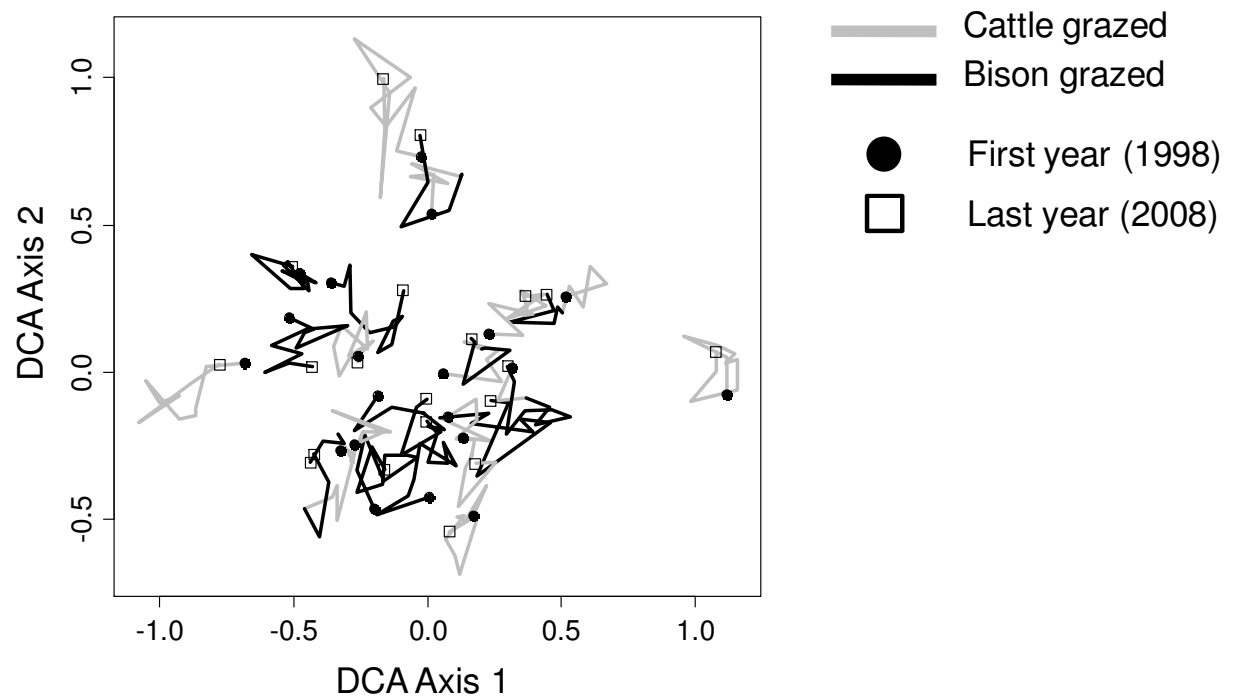 Cattle grazed
Bison grazed
First year (1998)
Last year (2008)
DCA Axis 2
1.0
0.5
0.0
-0.5
-1.0 -0.5 0.0 0.5 1.0
DCA Axis 1